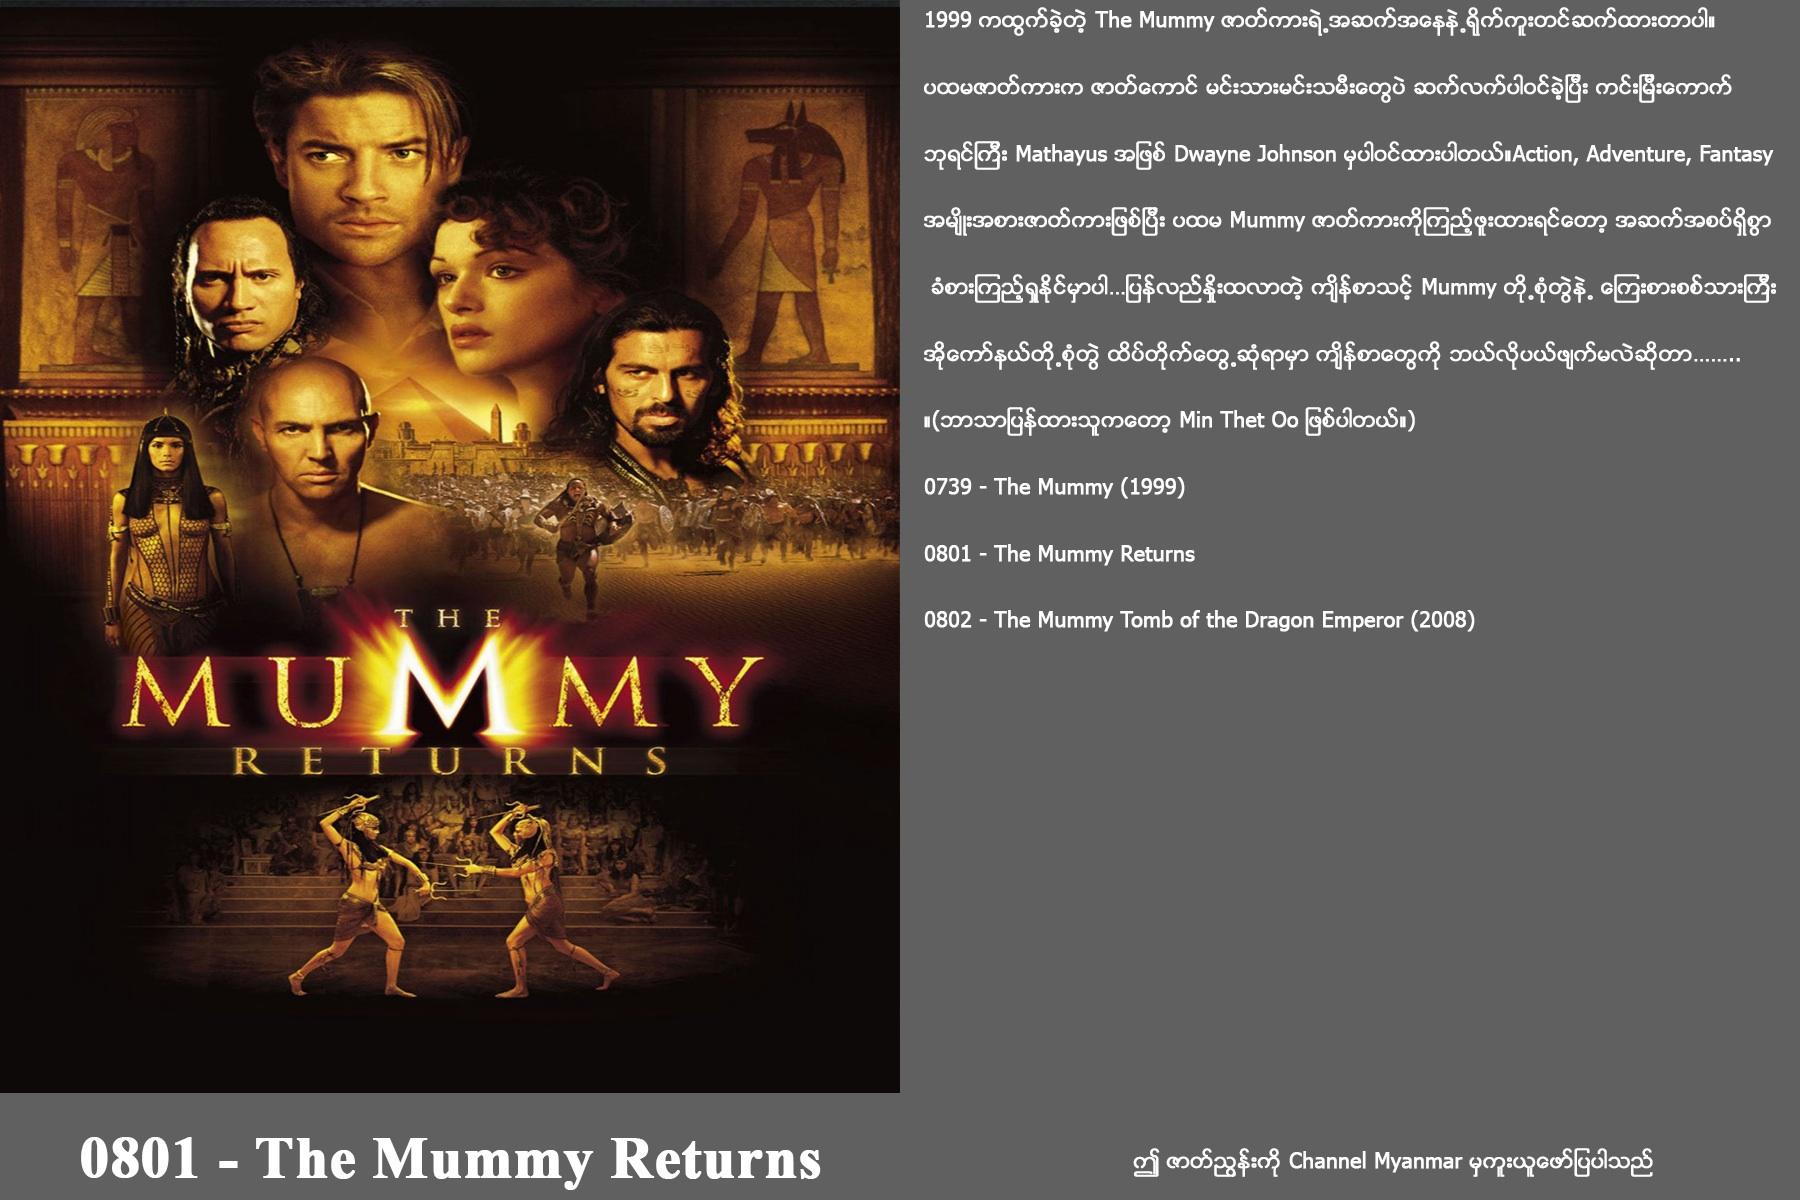 THE
MUMMY
RETURNS
0801 - The Mummy Returns
1999 ကထွက်ခဲ့တဲ့ The Mummy ဇာတ်ကားရဲ့အဆက်အနေနဲ့ရိုက်ကူးတင်ဆက်ထားတာပါ။
ပထမဇာတ်ကားက ဇာတ်ကောင် မင်းသားမင်းသမီးတွေပဲ ဆက်လက်ပါဝင်ခဲ့ပြီး ကင်းမြီးကောက်
ဘုရင်ကြီး Mathayus အဖြစ် Dwayne Johnson မှပါဝင်ထားပါတယ်။Action, Adventure, Fantasy
အမျိုးအစားဇာတ်ကားဖြစ်ပြီး ပထမ Mummy ဇာတ်ကားကိုကြည့်ဖူးထားရင်တော့ အဆက်အစပ်ရှိစွာ
ခံစားကြည့်ရှုနိုင်မှာပါ...ပြန်လည်နှိုးထလာတဲ့ ကျိန်စာသင့် Mummy တို့စုံတွဲနဲ့ ကြေးစားစစ်သားကြီး
အိုကော်နယ်တို့စုံတွဲ ထိပ်တိုက်တွေ့ဆုံရာမှာ ကျိန်စာတွေကို ဘယ်လိုပယ်ဖျက်မလဲဆိုတာ........
။(ဘာသာပြန်ထားသူကတော့ Min Thet Oo ဖြစ်ပါတယ်။)
0739 - The Mummy (1999)
0801 - The Mummy Returns
0802 - The Mummy Tomb of the Dragon Emperor (2008)
ဤ ဇာတ်ညွှန်းကို Channel Myanmar မှကူးယူဖော်ပြပါသည်